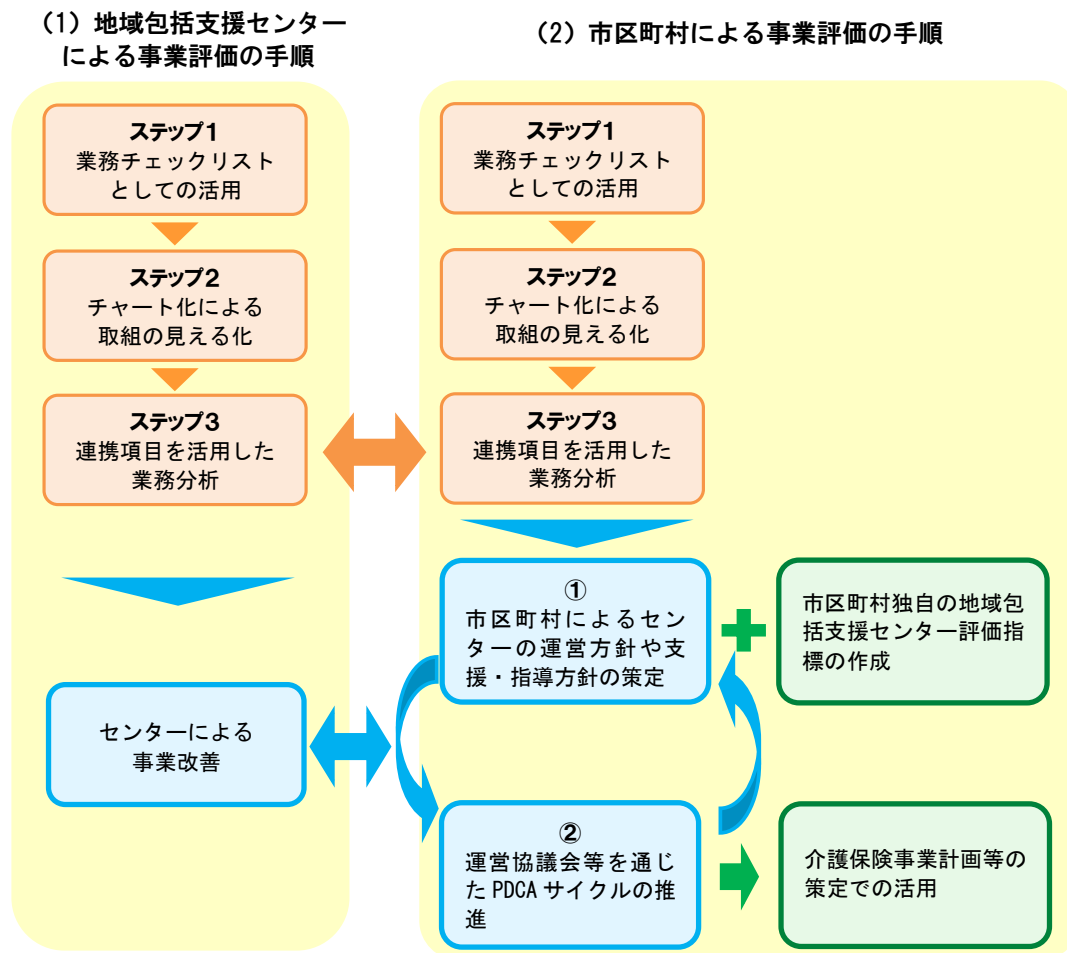 （1）地域包括支援センター
による事業評価の手順
（2）市区町村による事業評価の手順
ステップ1
業務チェックリスト
としての活用
ステップ2
チャート化による
取組の見える化
ステップ3
連携項目を活用した
業務分析
センターによる
事業改善
ステップ1
業務チェックリスト
としての活用
ステップ2
チャート化による
取組の見える化
ステップ3
連携項目を活用した
業務分析
①
市区町村によるセン
ターの運営方針や支
援・指導方針の策定
市区町村独自の地域包
括支援センター評価指
標の作成
②
運営協議会等を通じ
た PDCA サイクルの推
進
介護保険事業計画等の
策定での活用